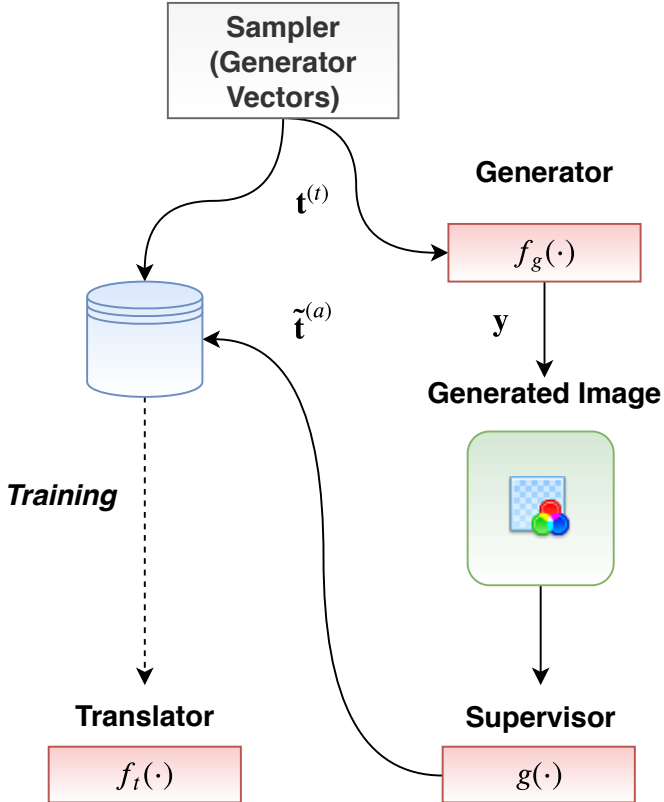 Sampler
(Generator
Vectors)
Generator
𝐭⁽ᵗ⁾
f_g(·)
𝐭̃⁽ᵃ⁾
𝐲
Generated Image
Training
Translator
Supervisor
f_t(·)
g(·)